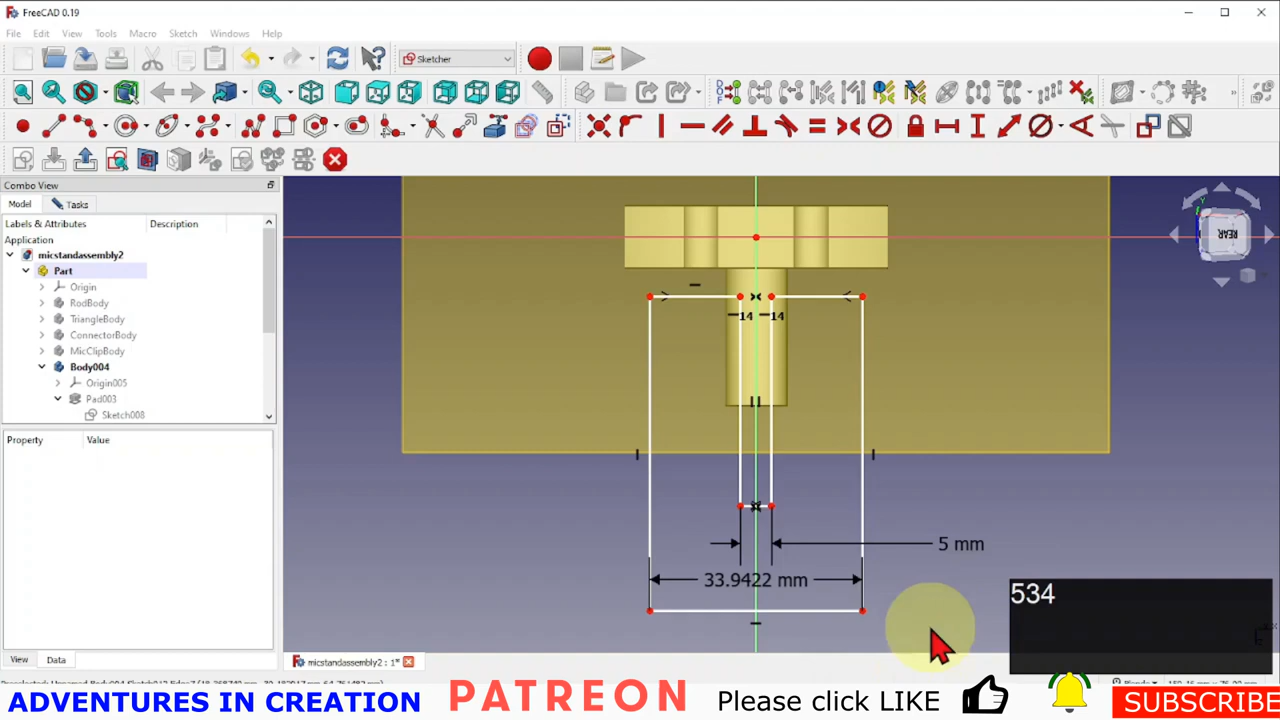 FreeCAD 0.19
File Edit View Tools Macro Sketch Windows Help
Sketcher
Combo View
Model Tasks
Labels & Attributes Description
Application
micstandassembly2
Part
Origin
RodBody
TriangleBody
ConnectorBody
MicClipBody
Body004
Origin005
Pad003
Sketch008
Property Value
View Data
REAR
14 14
5 mm
33.9422 mm
534
micstandassembly2 : 1*
ADVENTURES IN CREATION PATREON Please click LIKE SUBSCRIBE